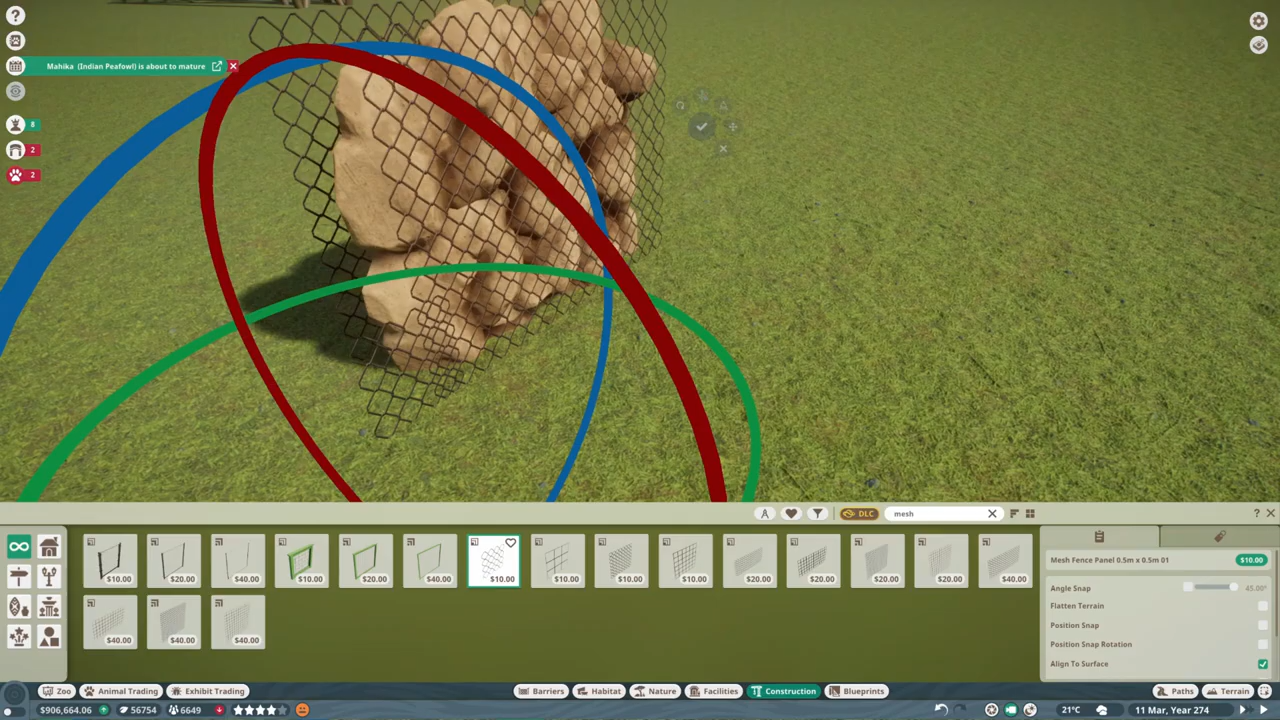 ?
Mahika (Indian Peafowl) is about to mature
8
2
2
DLC
mesh
?
$10.00
$20.00
$40.00
$10.00
$20.00
$40.00
$10.00
$10.00
$10.00
$10.00
$20.00
$20.00
$20.00
$20.00
$40.00
$40.00
$40.00
$40.00
Mesh Fence Panel 0.5m x 0.5m 01
$10.00
Angle Snap
45.00°
Flatten Terrain
Position Snap
Position Snap Rotation
Align To Surface
Zoo
Animal Trading
Exhibit Trading
Barriers
Habitat
Nature
Facilities
Construction
Blueprints
Paths
Terrain
$906,664.06
56754
6649
21°C
11 Mar, Year 274